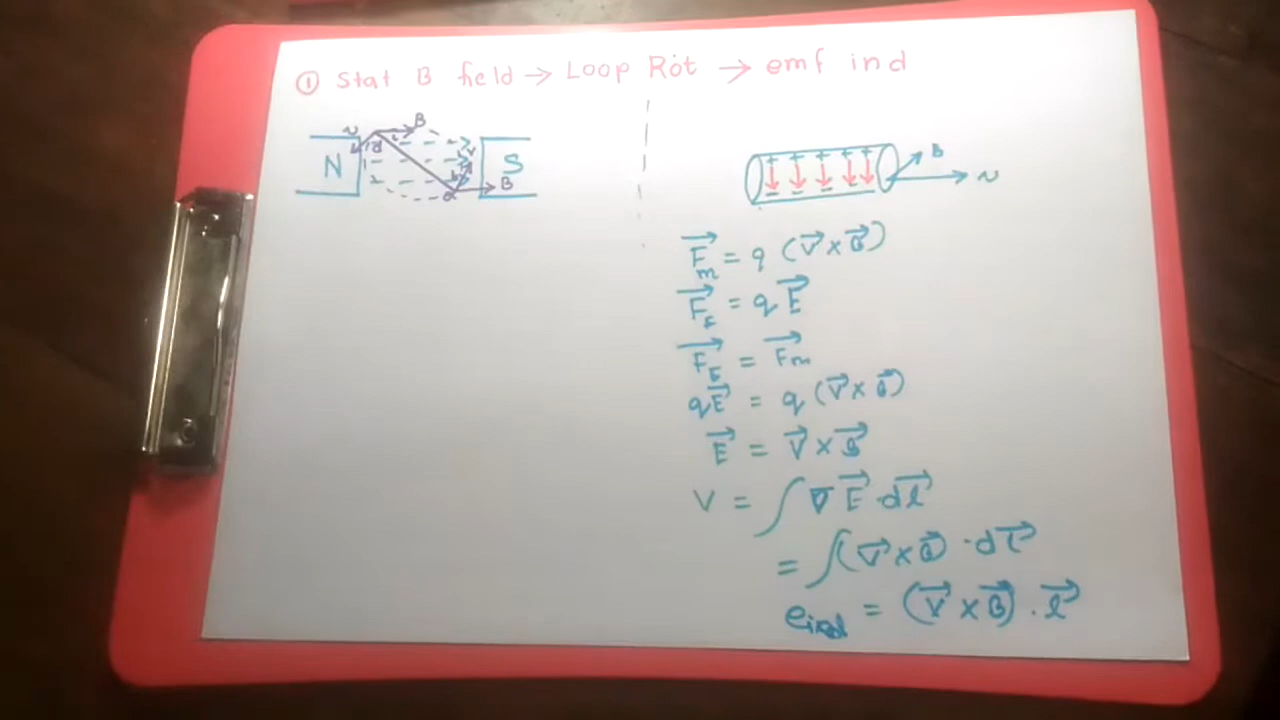 ① Stat B field → Loop Rot → emf ind
N S
B
B
B
v
+ + + + +
- - - - -
F⃗m = q (V⃗ × B⃗)
F⃗E = q E⃗
F⃗E = F⃗m
qE⃗ = q (V⃗ × B⃗)
E⃗ = V⃗ × B⃗
V = ∫ E⃗ · dl⃗
= ∫(V⃗ × B⃗) · dl⃗
eind = (V⃗ × B⃗) . l⃗